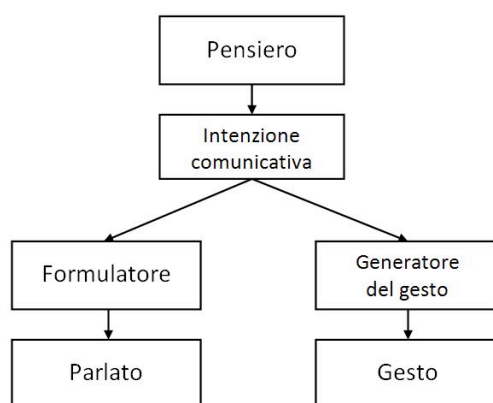 Pensiero
Intenzione
comunicativa
Formulatore
Generatore
del gesto
Parlato
Gesto